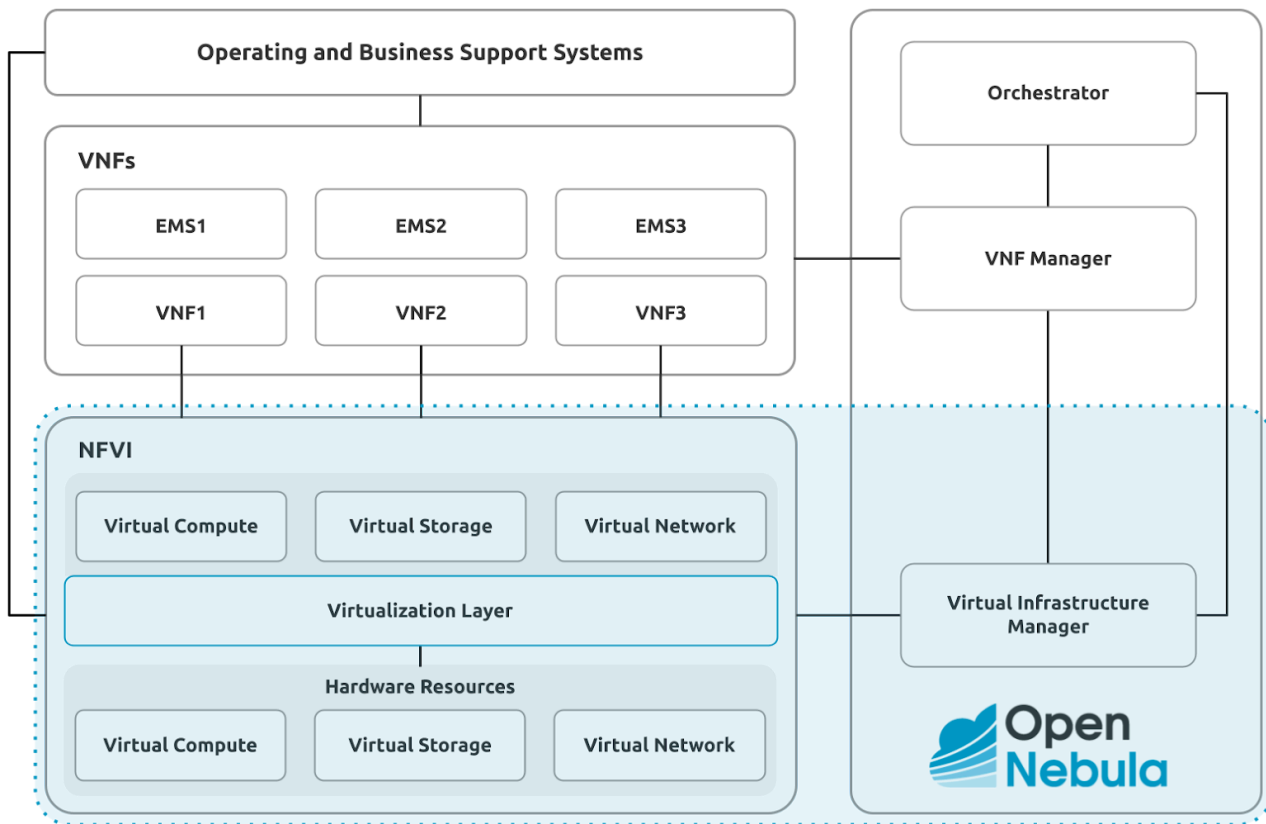 Operating and Business Support Systems
Orchestrator
VNFs
EMS1
EMS2
EMS3
VNF Manager
VNF1
VNF2
VNF3
NFVI
Virtual Compute
Virtual Storage
Virtual Network
Virtualization Layer
Virtual Infrastructure
Manager
Hardware Resources
Virtual Compute
Virtual Storage
Virtual Network
Open
Nebula